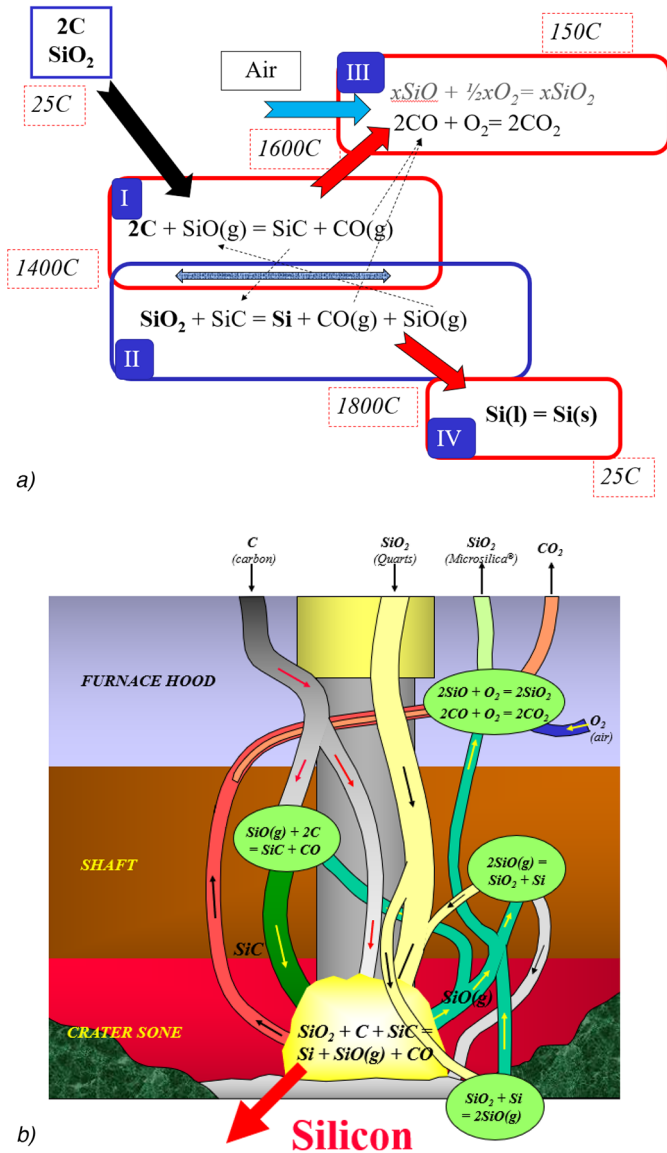 2C
SiO₂
25C
Air
150C
III
xSiO + ½xO₂= xSiO₂
2CO + O₂= 2CO₂
1600C
I
2C + SiO(g) = SiC + CO(g)
1400C
SiO₂ + SiC = Si + CO(g) + SiO(g)
II
1800C
Si(l) = Si(s)
IV
25C
a)
C
(carbon)
SiO₂
(Quarts)
SiO₂
(Microsilica®)
CO₂
FURNACE HOOD
2SiO + O₂ = 2SiO₂
2CO + O₂ = 2CO₂
O₂
(air)
SiO(g) + 2C
= SiC + CO
SHAFT
2SiO(g) =
SiO₂ + Si
SiC
SiO(g)
CRATER SONE
SiO₂ + C + SiC =
Si + SiO(g) + CO
SiO₂ + Si
= 2SiO(g)
b)
Silicon